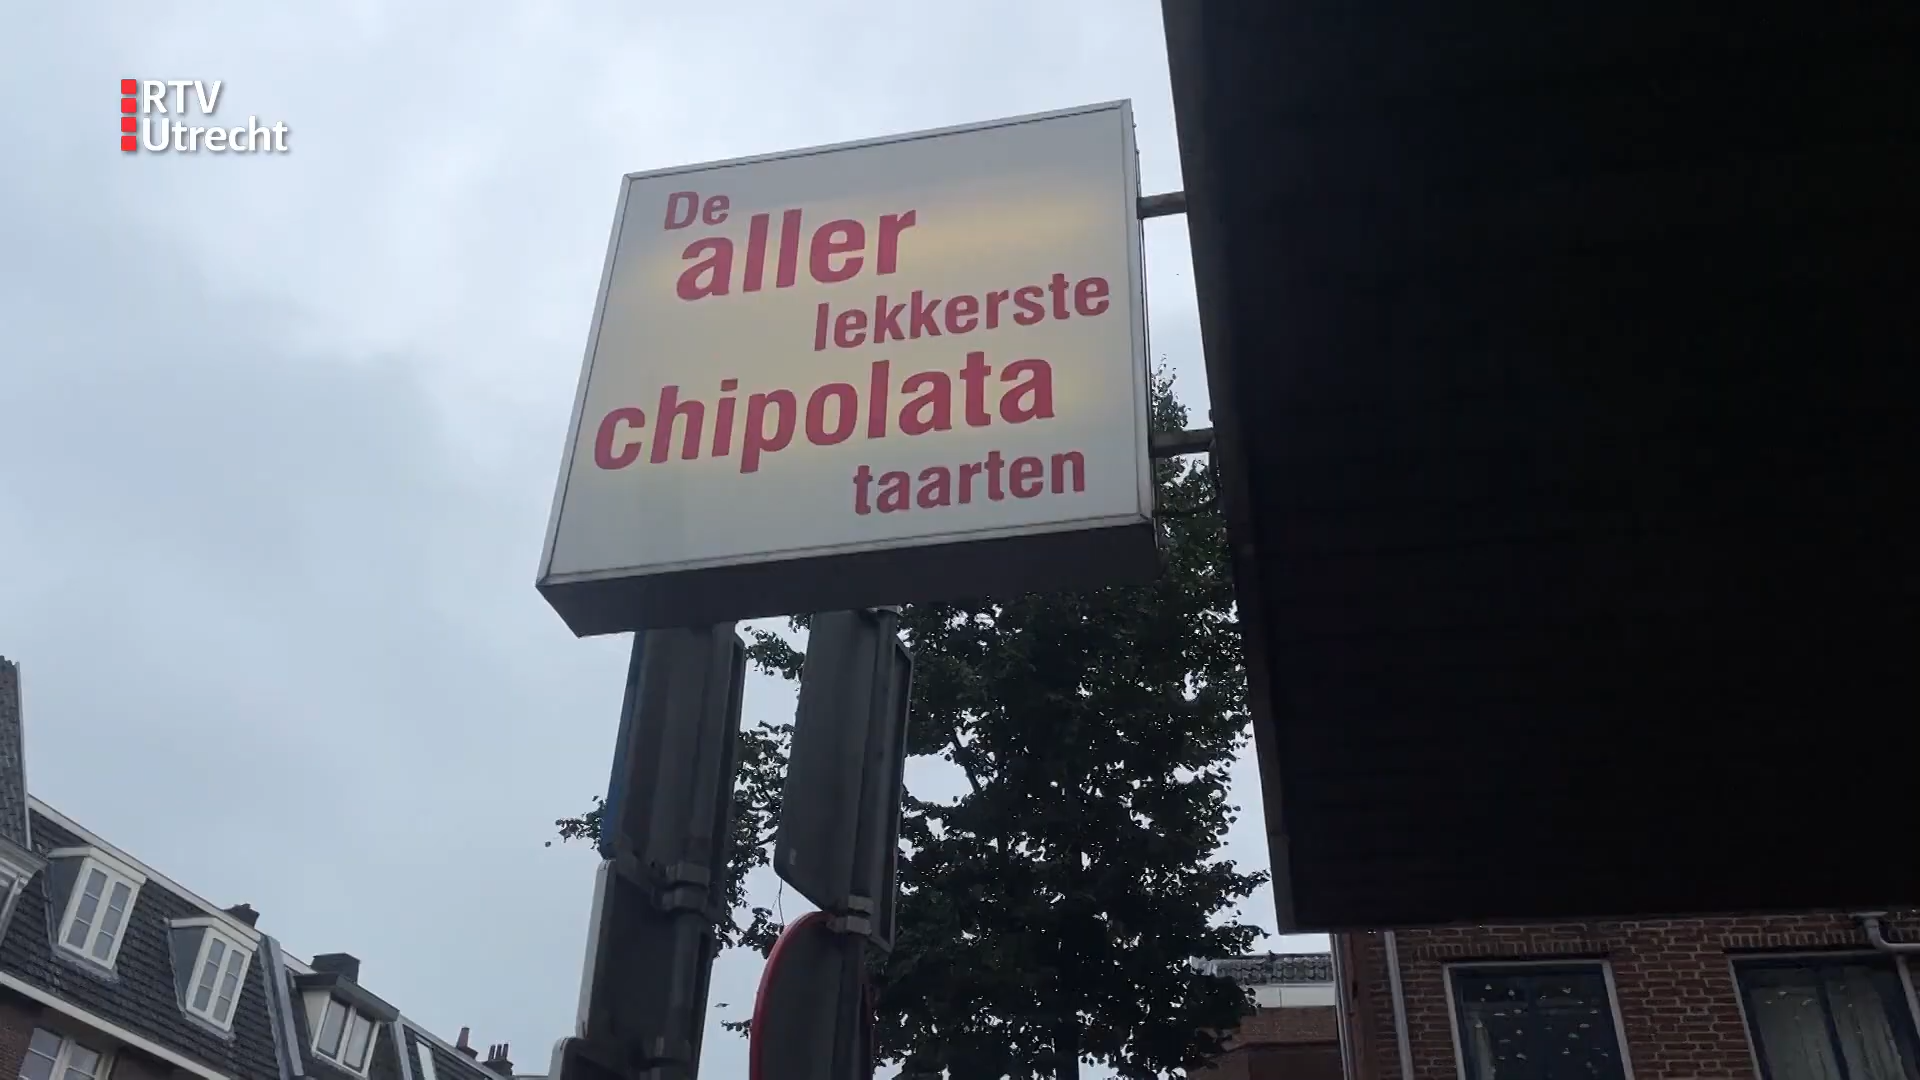 RTV
Utrecht
De
aller
lekkerste
chipolata
taarten